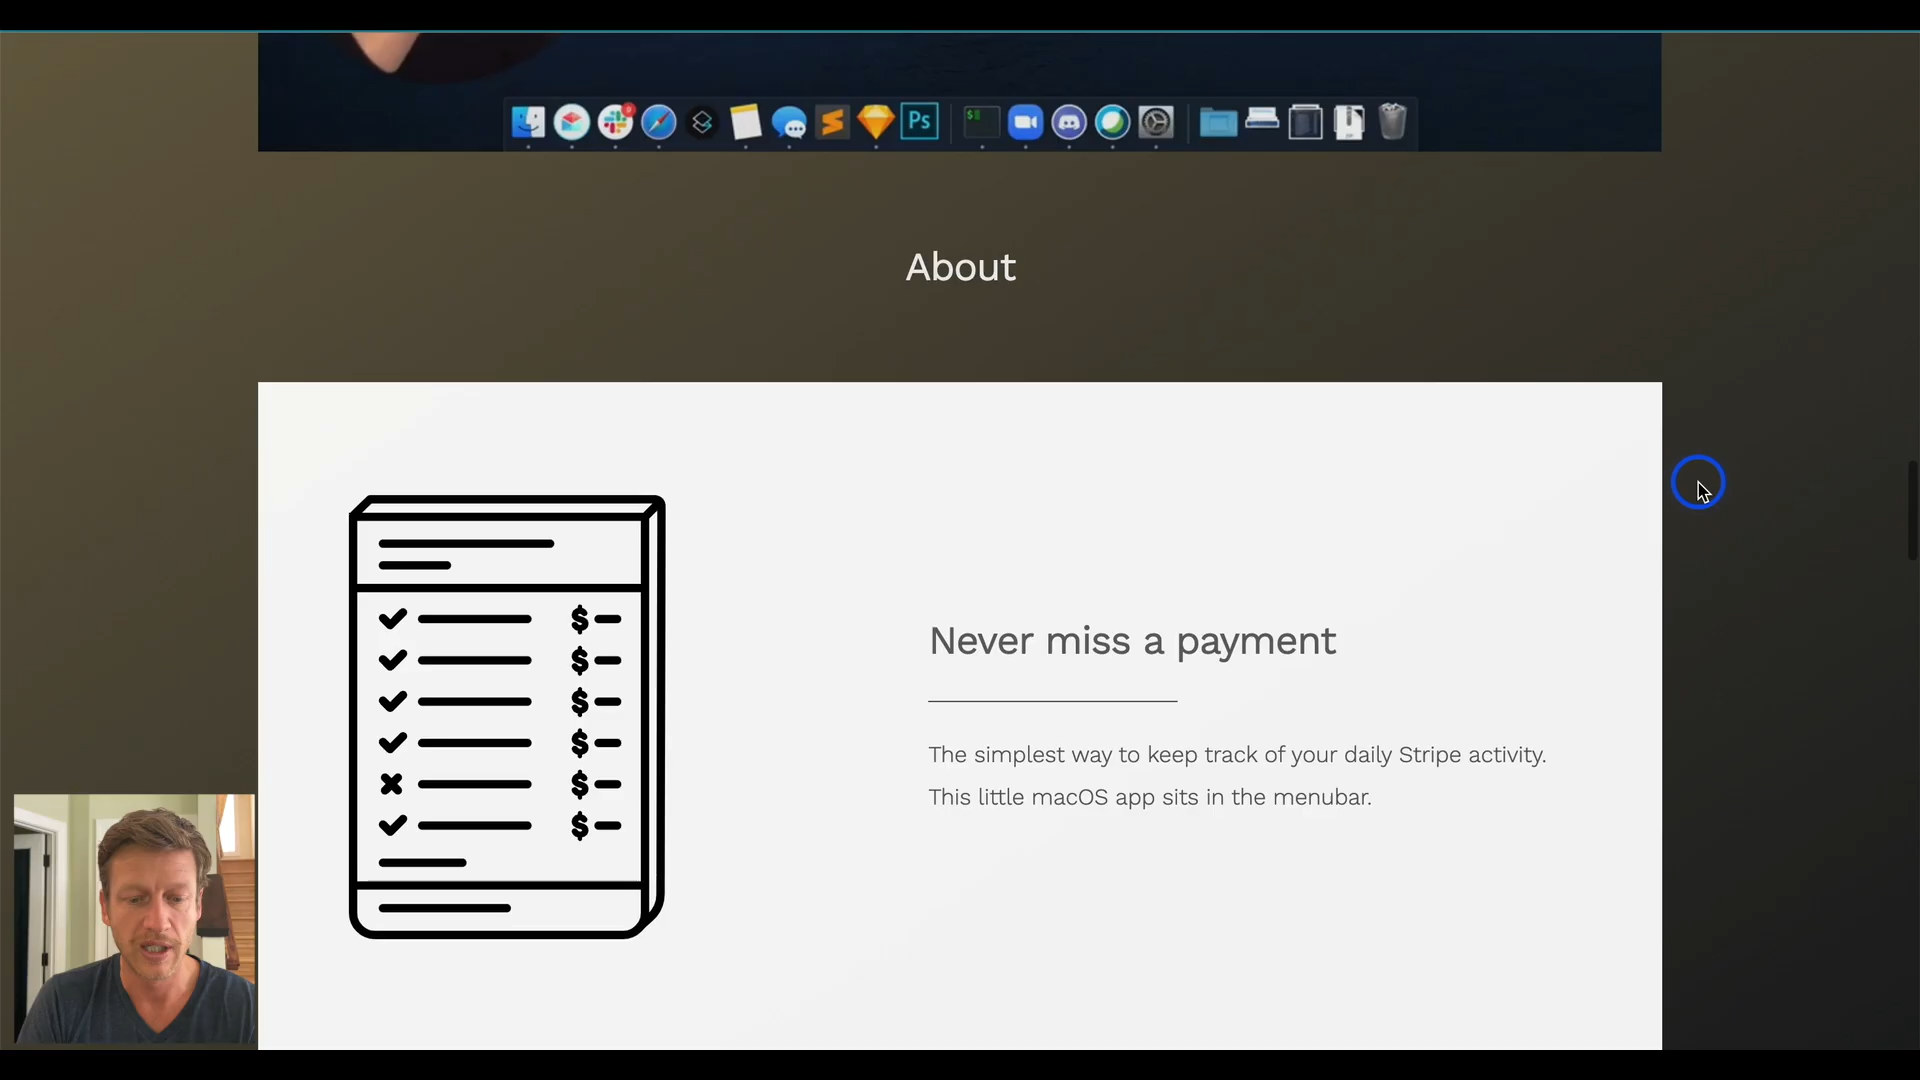 Ps
About
$
$
$
$
$
$
Never miss a payment
The simplest way to keep track of your daily Stripe activity.
This little macOS app sits in the menubar.